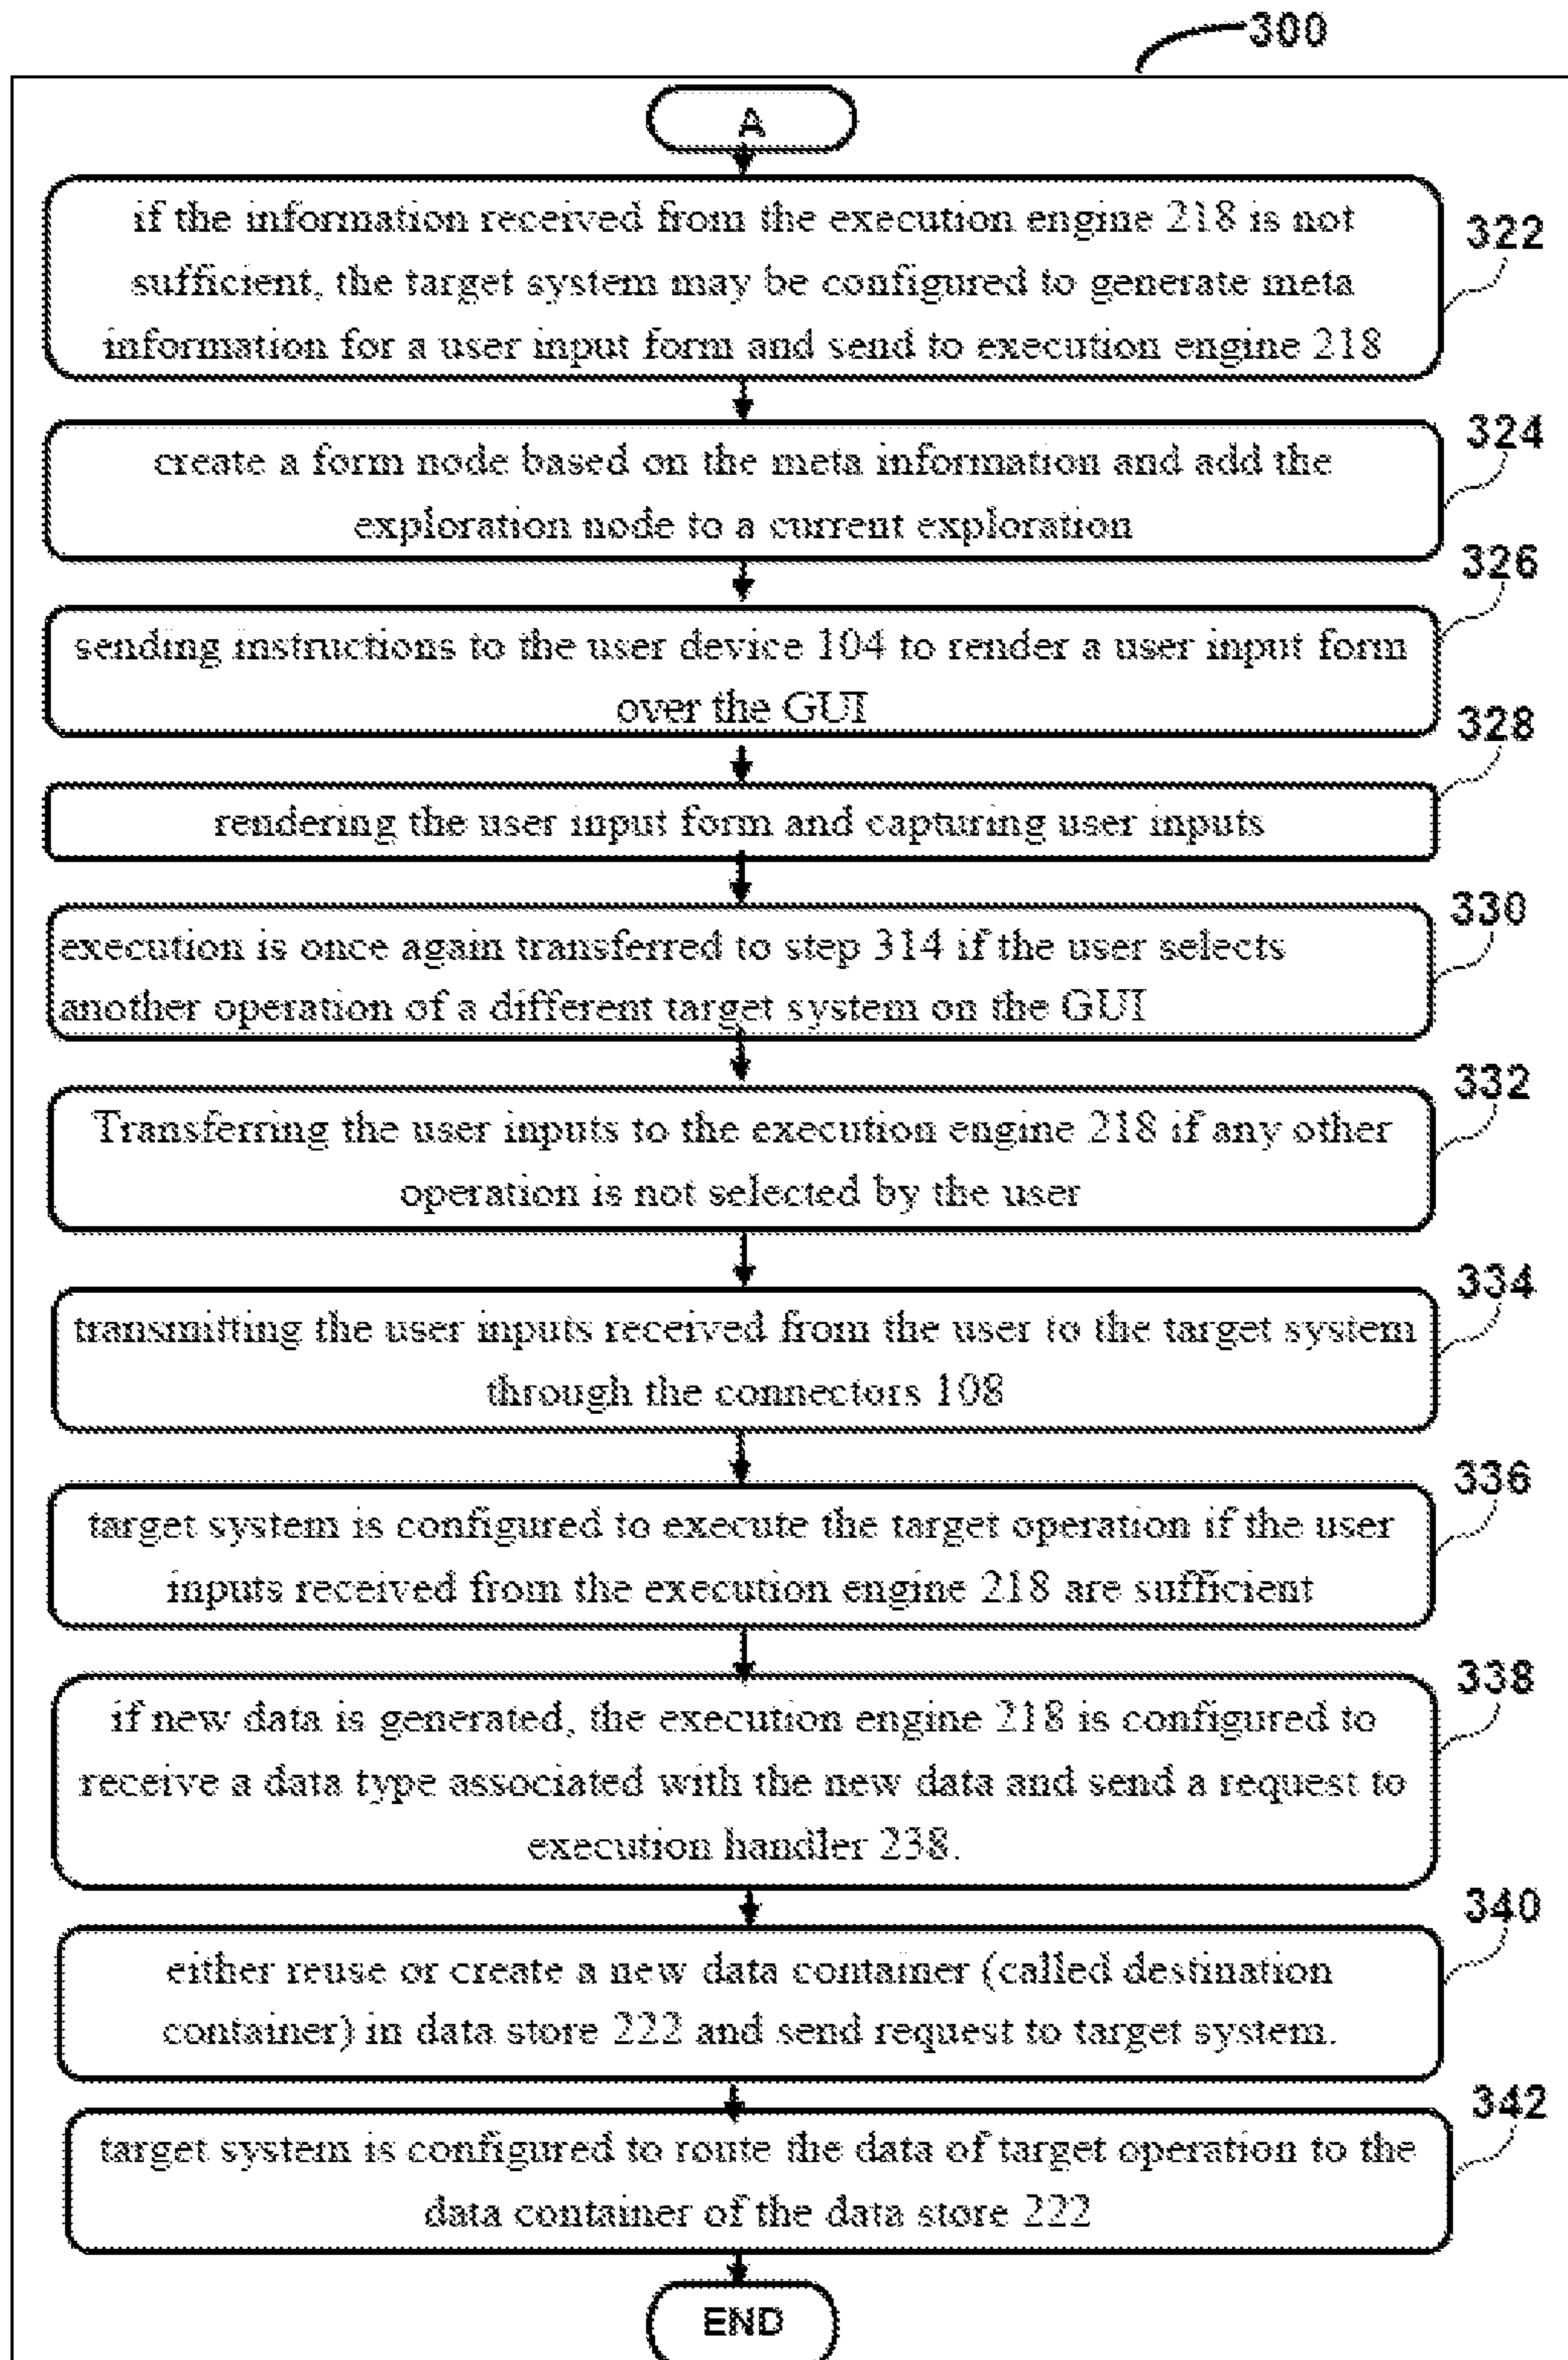 300
A
if the information received from the execution engine 218 is not
sufficient, the target system may be configured to generate meta
information for a user input form and send to execution engine 218
322
create a form node based on the meta information and add the
exploration node to a current exploration
324
sending instructions to the user device 104 to render a user input form
over the GUI
326
rendering the user input form and capturing user inputs
328
execution is once again transferred to step 314 if the user selects
another operation of a different target system on the GUI
330
Transferring the user inputs to the execution engine 218 if any other
operation is not selected by the user
332
transmitting the user inputs received from the user to the target system
through the connectors 108
334
target system is configured to execute the target operation if the user
inputs received from the execution engine 218 are sufficient
336
if new data is generated, the execution engine 218 is configured to
receive a data type associated with the new data and send a request to
execution handler 238.
338
either reuse or create a new data container (called destination
container) in data store 222 and send request to target system.
340
target system is configured to route the data of target operation to the
data container of the data store 222
342
END